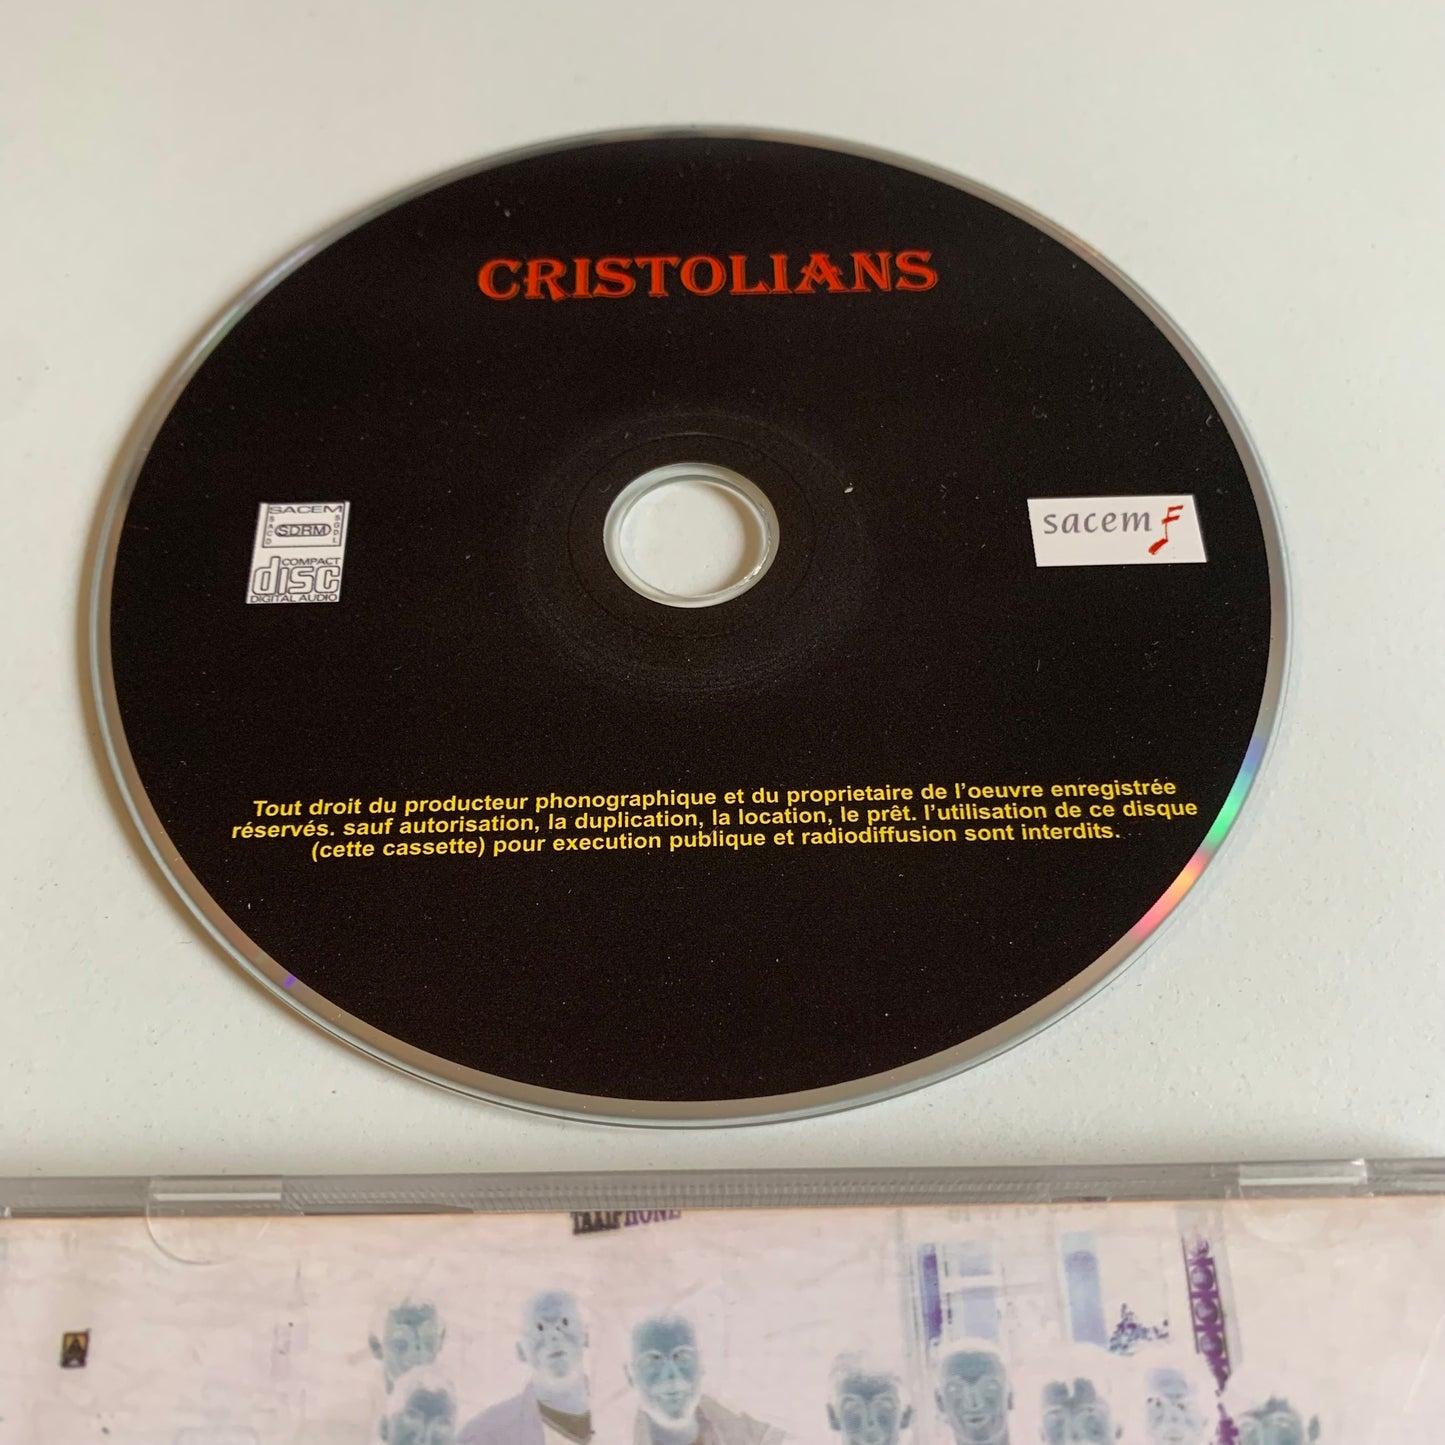 CRISTOLIANS
SACEM
SACD
SDRM
SGDL
COMPACT
disc
DIGITAL AUDIO
sacem
Tout droit du producteur phonographique et du proprietaire de l'oeuvre enregistrée
réservés. sauf autorisation, la duplication, la location, le prêt. l'utilisation de ce disque
(cette cassette) pour execution publique et radiodiffusion sont interdits.